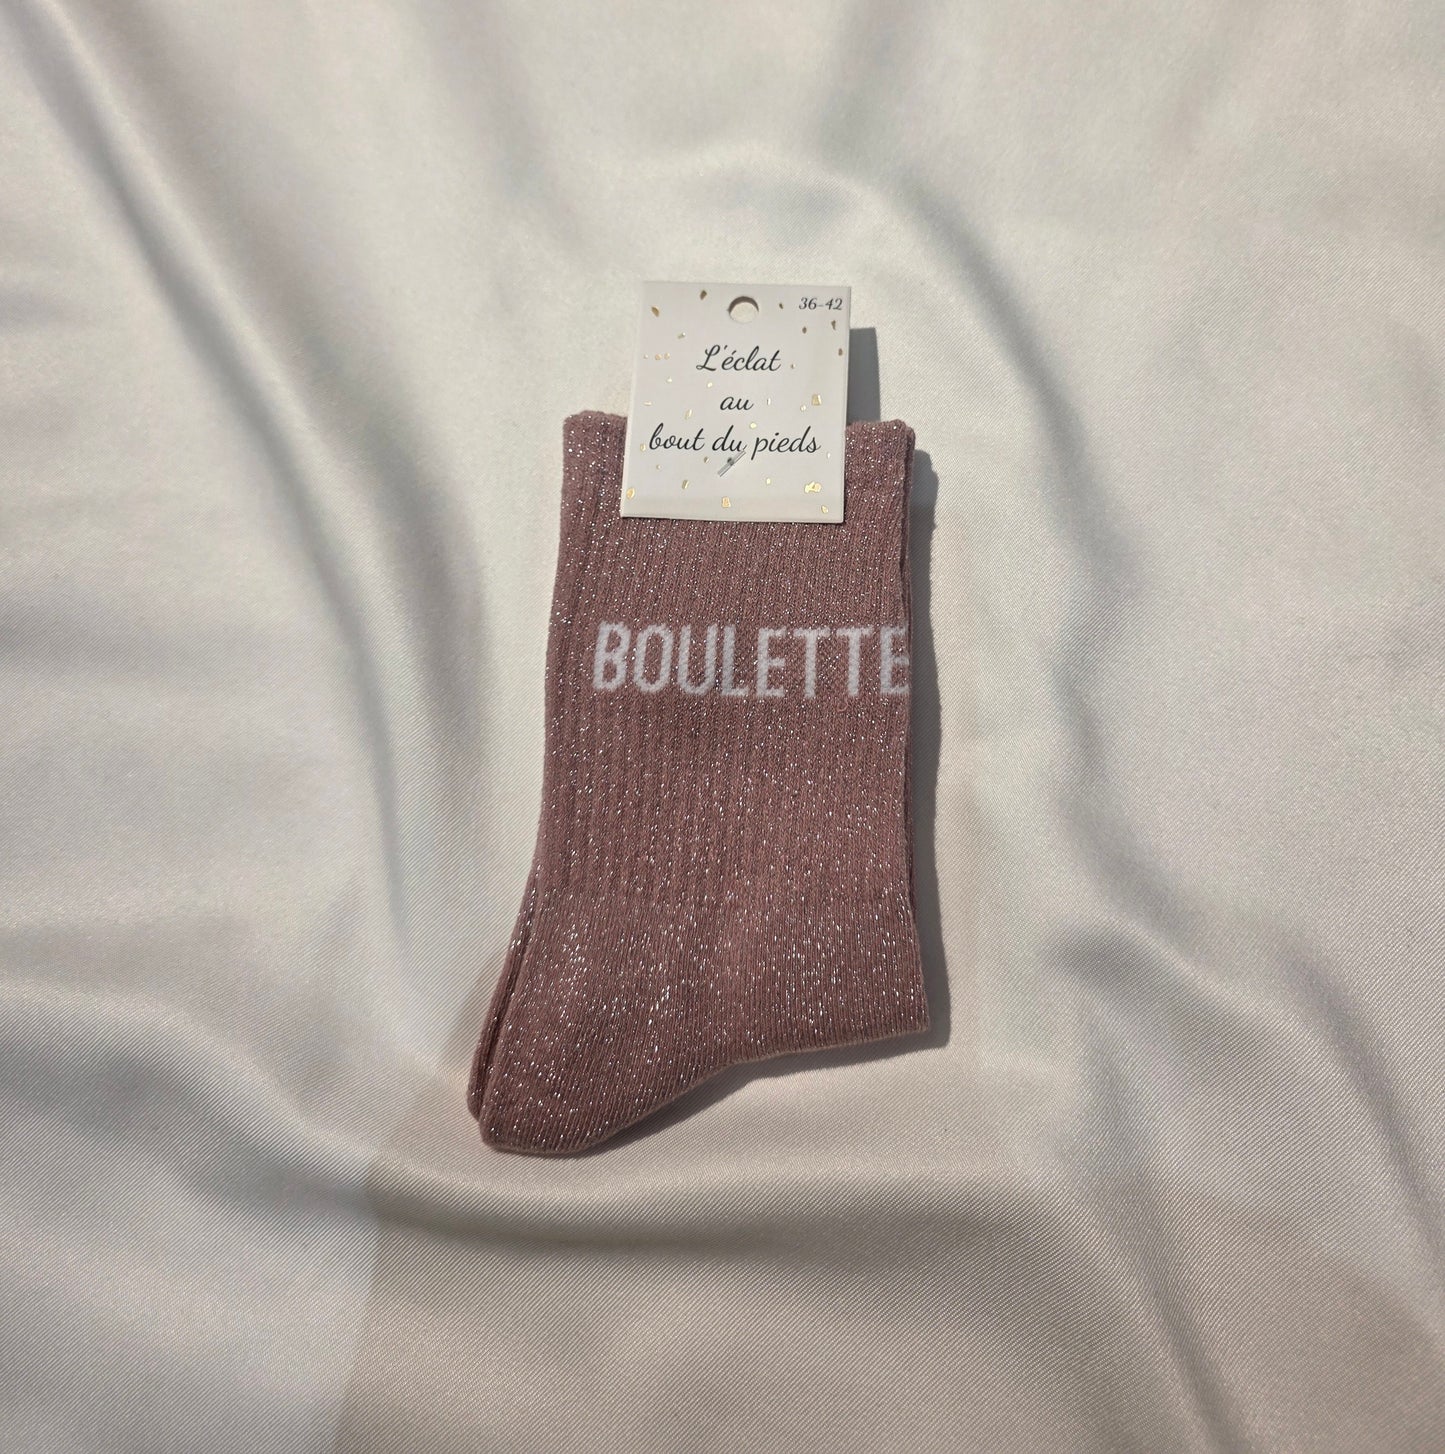 36-42
L'éclat
au
bout du pieds
BOULETTE